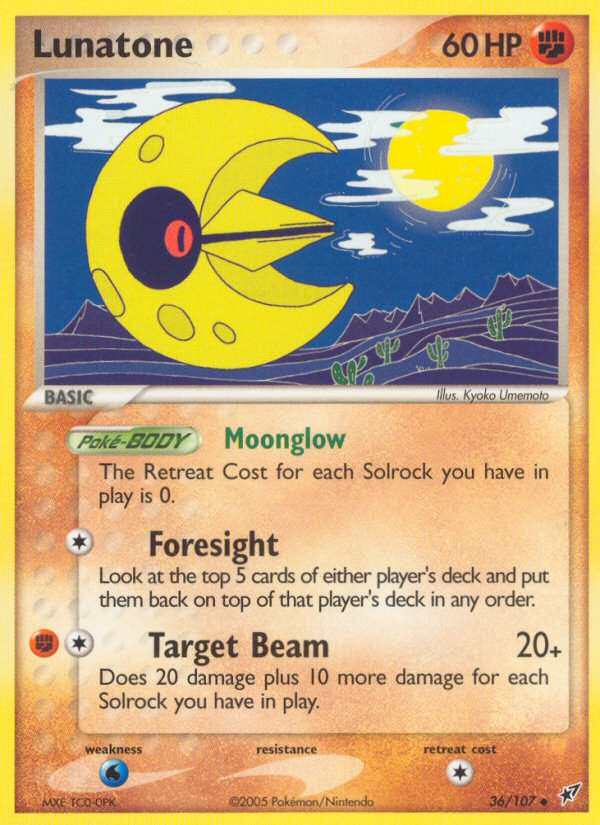 Lunatone 60 HP
BASIC
Illus. Kyoko Umemoto
Poké-BODY Moonglow
The Retreat Cost for each Solrock you have in
play is 0.
Foresight
Look at the top 5 cards of either player's deck and put
them back on top of that player's deck in any order.
Target Beam 20+
Does 20 damage plus 10 more damage for each
Solrock you have in play.
weakness resistance retreat cost
MXE TC0-0PK ©2005 Pokémon/Nintendo 36/107